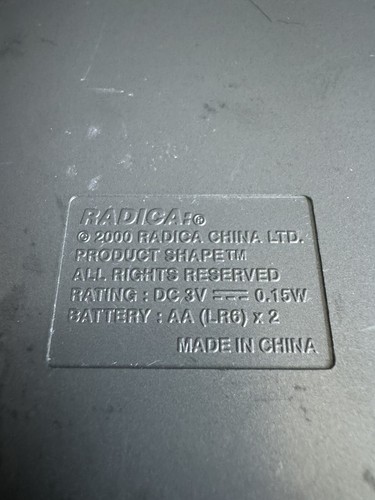 RADICA:®
© 2000 RADICA CHINA LTD.
PRODUCT SHAPETM
ALL RIGHTS RESERVED
RATING : DC 3V ⎓ 0.15W
BATTERY : AA (LR6) x 2
MADE IN CHINA